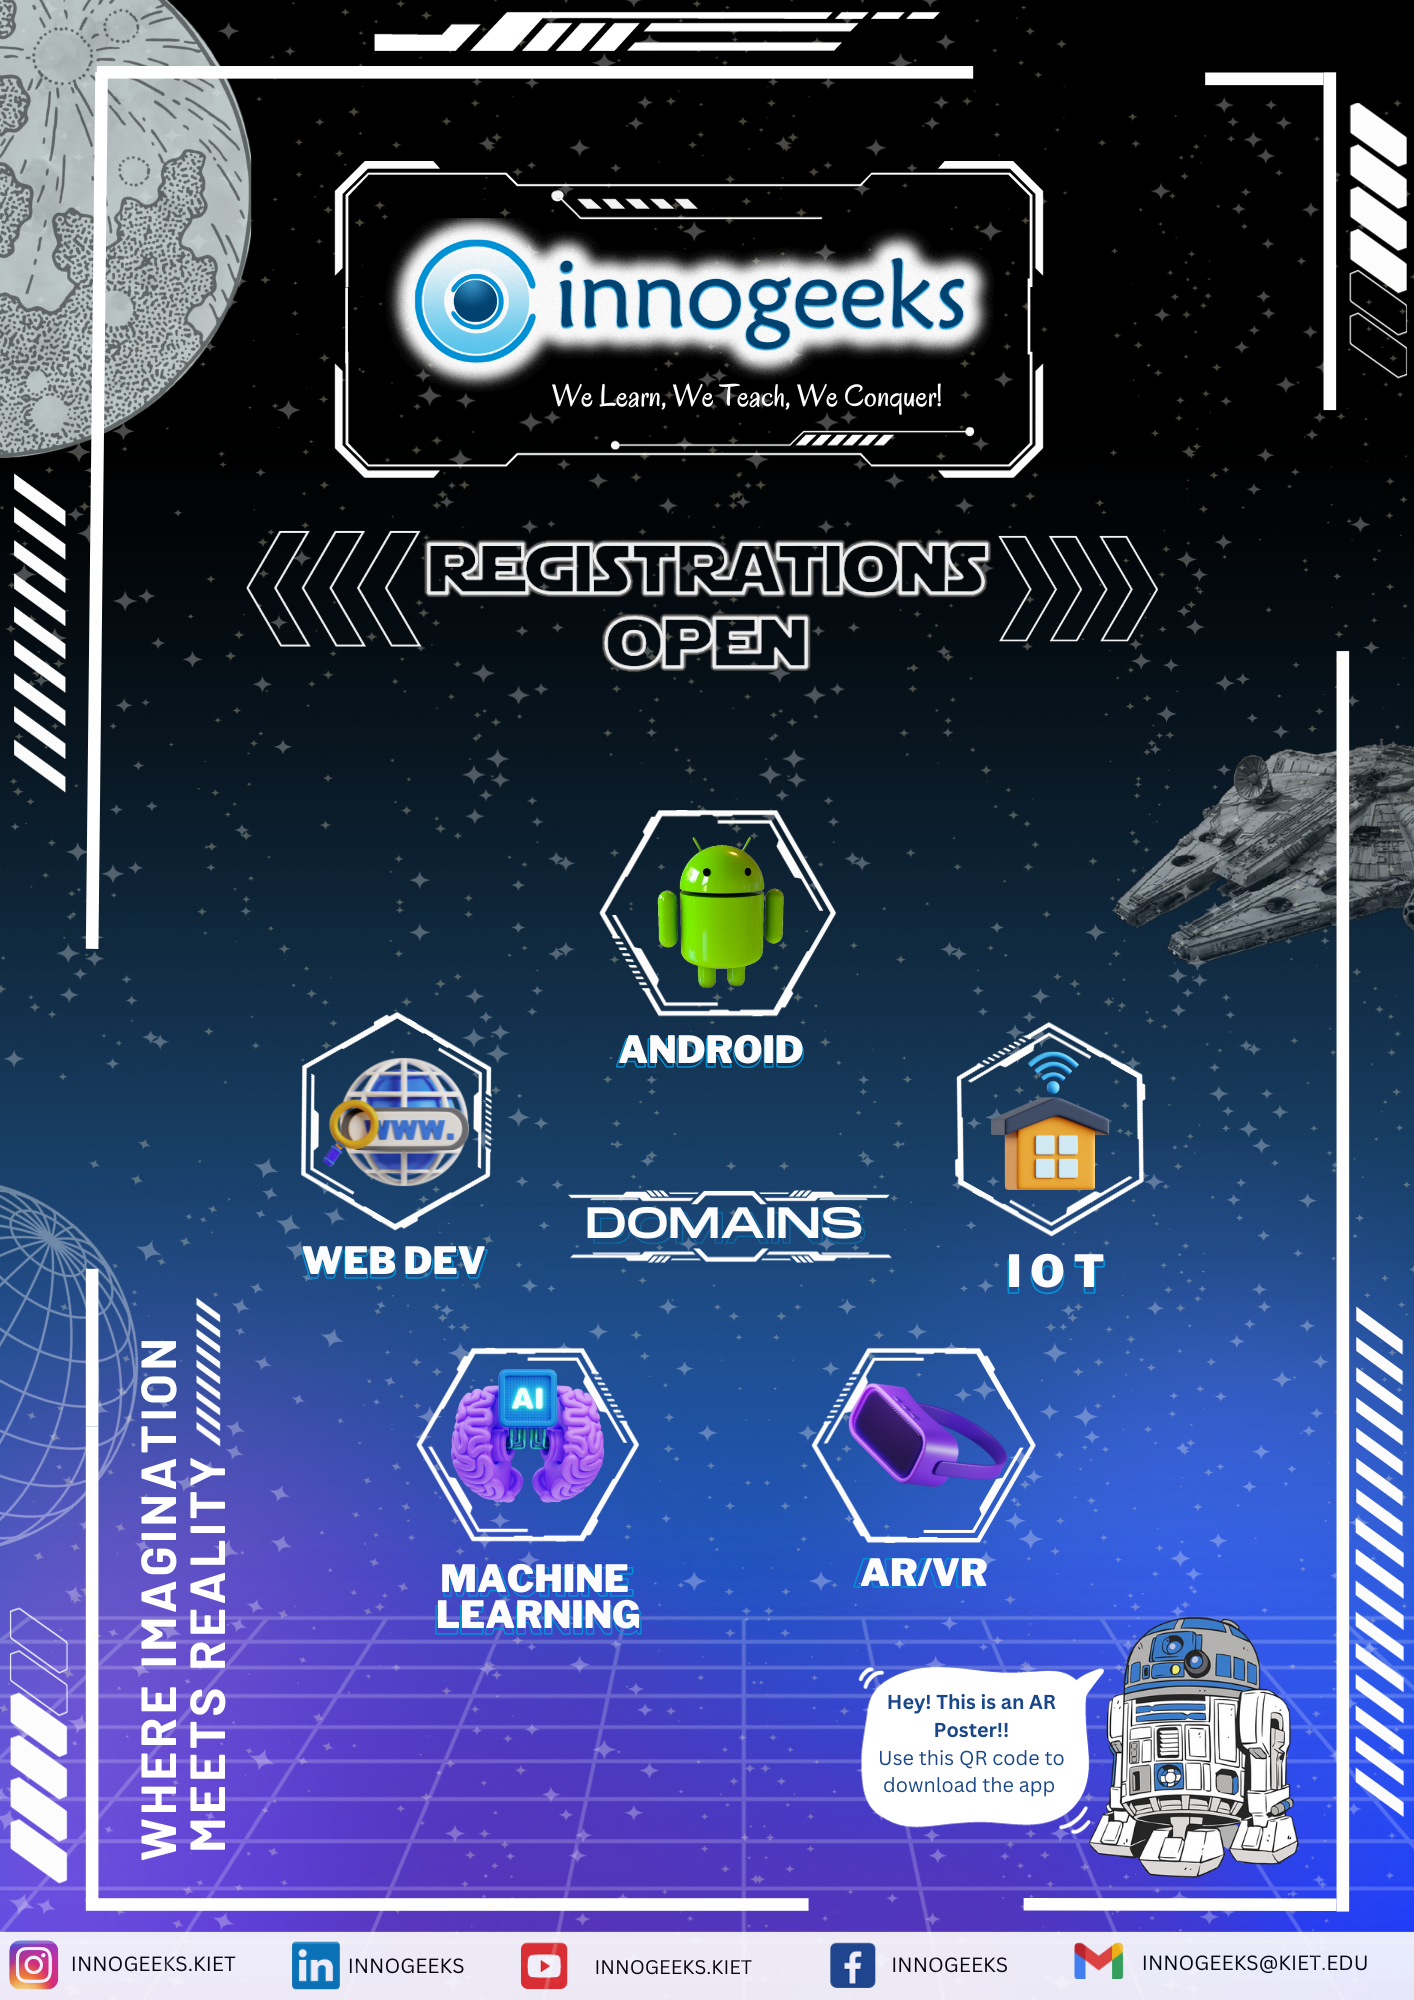 innogeeks
We Learn, We Teach, We Conquer!
REGISTRATIONS
OPEN
ANDROID
WWW.
WEB DEV
IOT
DOMAINS
AI
MACHINE
LEARNING
AR/VR
WHERE IMAGINATION
MEETS REALITY
Hey! This is an AR
Poster!!
Use this QR code to
download the app
INNOGEEKS.KIET
INNOGEEKS
INNOGEEKS.KIET
INNOGEEKS
INNOGEEKS@KIET.EDU